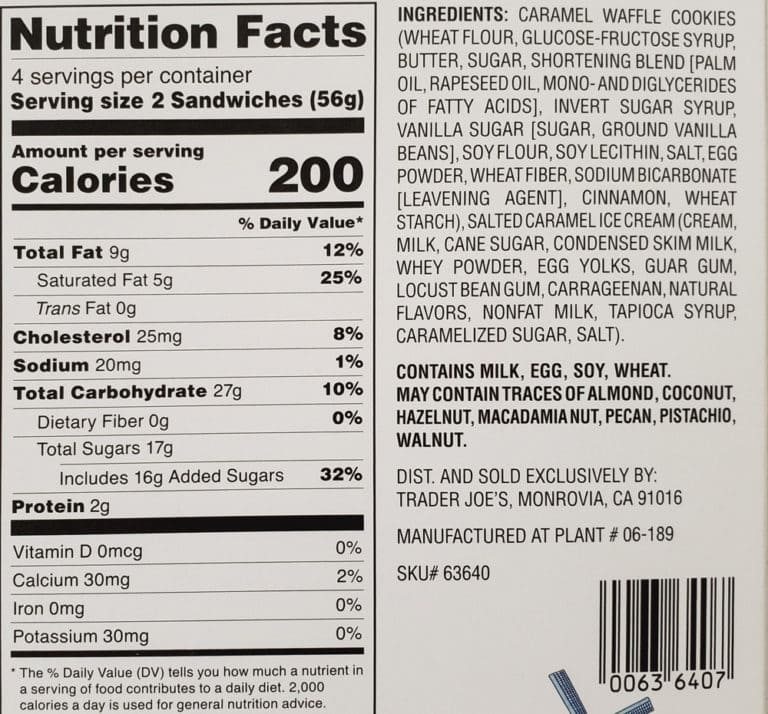 Nutrition Facts
4 servings per container
Serving size 2 Sandwiches (56g)
Amount per serving
Calories 200
% Daily Value*
Total Fat 9g 12%
Saturated Fat 5g 25%
Trans Fat 0g
Cholesterol 25mg 8%
Sodium 20mg 1%
Total Carbohydrate 27g 10%
Dietary Fiber 0g 0%
Total Sugars 17g
Includes 16g Added Sugars 32%
Protein 2g
Vitamin D 0mcg 0%
Calcium 30mg 2%
Iron 0mg 0%
Potassium 30mg 0%
* The % Daily Value (DV) tells you how much a nutrient in
a serving of food contributes to a daily diet. 2,000
calories a day is used for general nutrition advice.
INGREDIENTS: CARAMEL WAFFLE COOKIES
(WHEAT FLOUR, GLUCOSE-FRUCTOSE SYRUP,
BUTTER, SUGAR, SHORTENING BLEND [PALM
OIL, RAPESEED OIL, MONO- AND DIGLYCERIDES
OF FATTY ACIDS], INVERT SUGAR SYRUP,
VANILLA SUGAR [SUGAR, GROUND VANILLA
BEANS], SOY FLOUR, SOY LECITHIN, SALT, EGG
POWDER, WHEAT FIBER, SODIUM BICARBONATE
[LEAVENING AGENT], CINNAMON, WHEAT
STARCH), SALTED CARAMEL ICE CREAM (CREAM,
MILK, CANE SUGAR, CONDENSED SKIM MILK,
WHEY POWDER, EGG YOLKS, GUAR GUM,
LOCUST BEAN GUM, CARRAGEENAN, NATURAL
FLAVORS, NONFAT MILK, TAPIOCA SYRUP,
CARAMELIZED SUGAR, SALT).
CONTAINS MILK, EGG, SOY, WHEAT.
MAY CONTAIN TRACES OF ALMOND, COCONUT,
HAZELNUT, MACADAMIA NUT, PECAN, PISTACHIO,
WALNUT.
DIST. AND SOLD EXCLUSIVELY BY:
TRADER JOE'S, MONROVIA, CA 91016
MANUFACTURED AT PLANT # 06-189
SKU# 63640
0063 6407